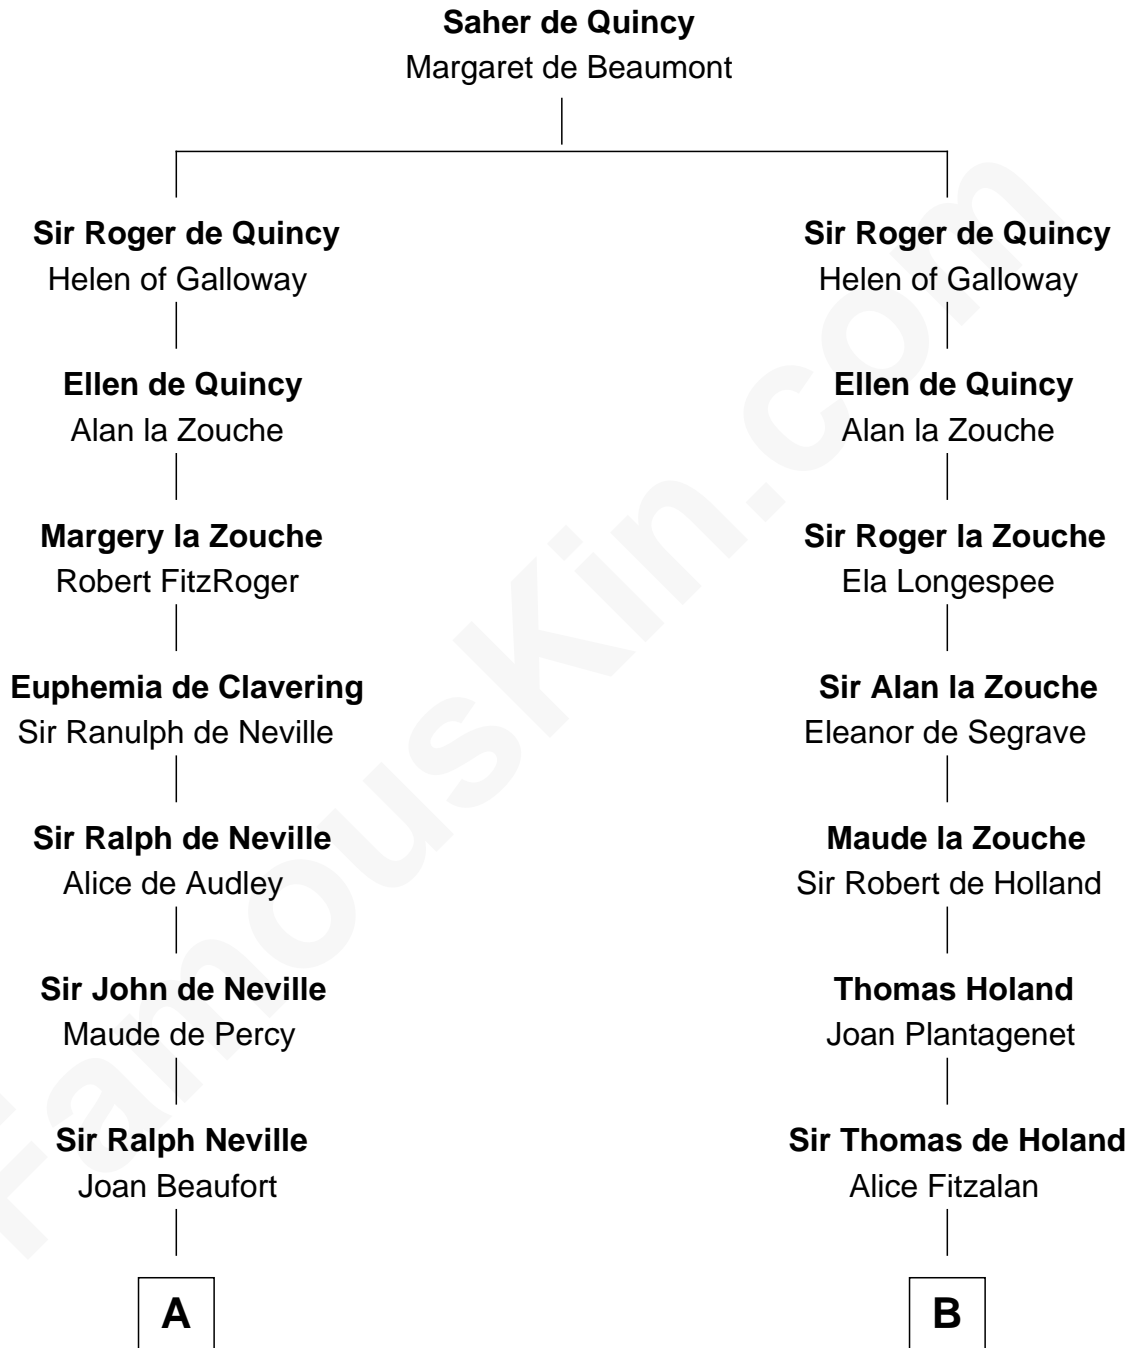 Saher de Quincy
Margaret de Beaumont
Sir Roger de Quincy
Helen of Galloway
Sir Roger de Quincy
Helen of Galloway
Ellen de Quincy
Alan la Zouche
Ellen de Quincy
Alan la Zouche
Margery la Zouche
Robert FitzRoger
Sir Roger la Zouche
Ela Longespee
Euphemia de Clavering
Sir Ranulph de Neville
Sir Alan la Zouche
Eleanor de Segrave
Sir Ralph de Neville
Alice de Audley
Maude la Zouche
Sir Robert de Holland
Sir John de Neville
Maude de Percy
Thomas Holand
Joan Plantagenet
Sir Ralph Neville
Joan Beaufort
Sir Thomas de Holand
Alice Fitzalan
A
B
FamousKin.com